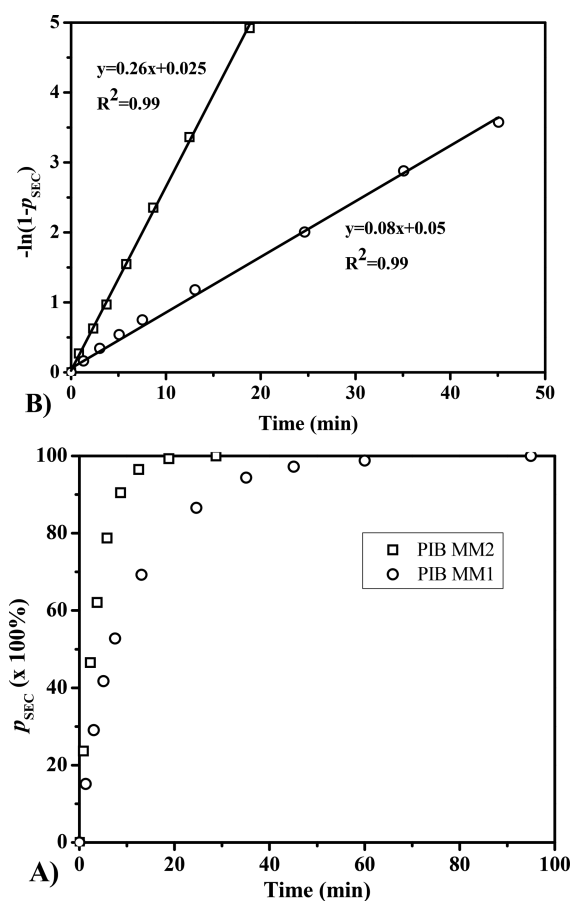 5
4
3
2
1
0
-ln(1-pSEC)
y=0.26x+0.025
R2=0.99
y=0.08x+0.05
R2=0.99
0 10 20 30 40 50
B)
Time (min)
100
80
60
40
20
0
pSEC (x 100%)
PIB MM2
PIB MM1
0 20 40 60 80 100
A)
Time (min)